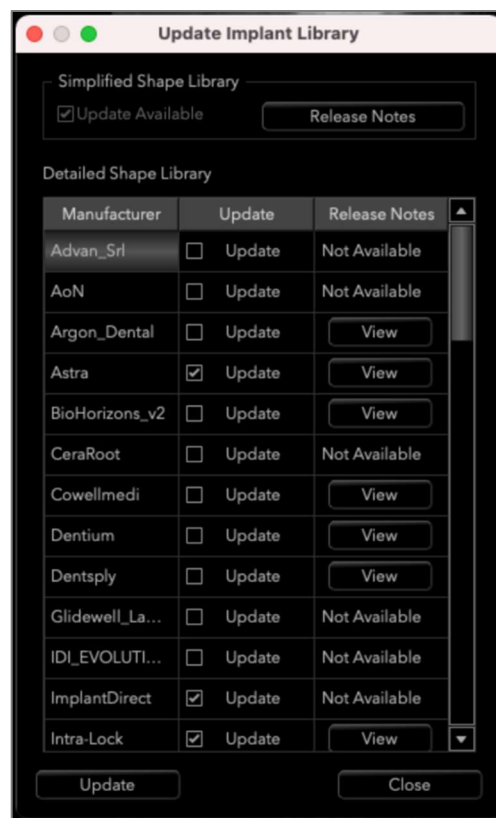 Update Implant Library
Simplified Shape Library
Update Available Release Notes
Detailed Shape Library
Manufacturer Update Release Notes
Advan_Srl Update Not Available
AoN Update Not Available
Argon_Dental Update View
Astra Update View
BioHorizons_v2 Update View
CeraRoot Update Not Available
Cowellmedi Update View
Dentium Update View
Dentsply Update View
Glidewell_La... Update Not Available
IDI_EVOLUTI... Update Not Available
ImplantDirect Update Not Available
Intra-Lock Update View
Update Close